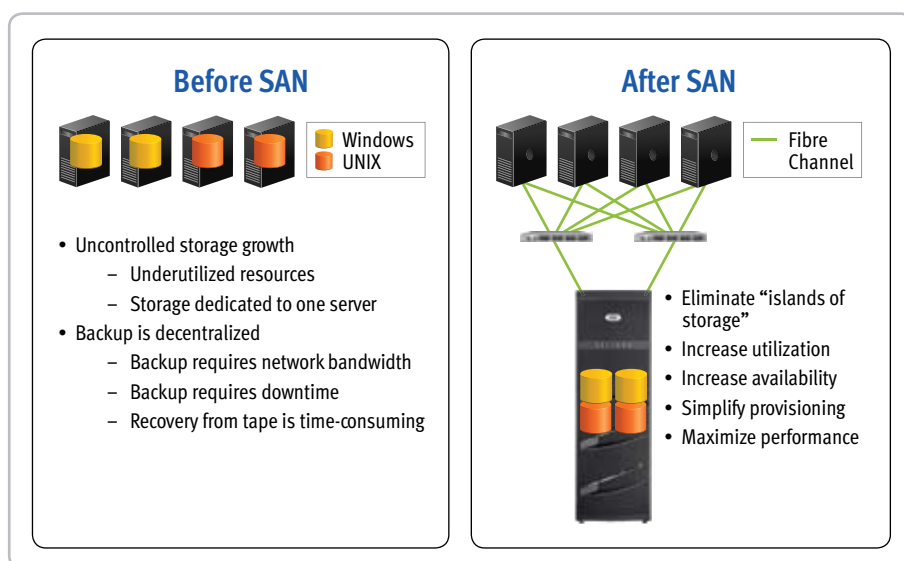 Before SAN
Windows
UNIX
• Uncontrolled storage growth
– Underutilized resources
– Storage dedicated to one server
• Backup is decentralized
– Backup requires network bandwidth
– Backup requires downtime
– Recovery from tape is time-consuming
After SAN
Fibre
Channel
• Eliminate “islands of
storage”
• Increase utilization
• Increase availability
• Simplify provisioning
• Maximize performance